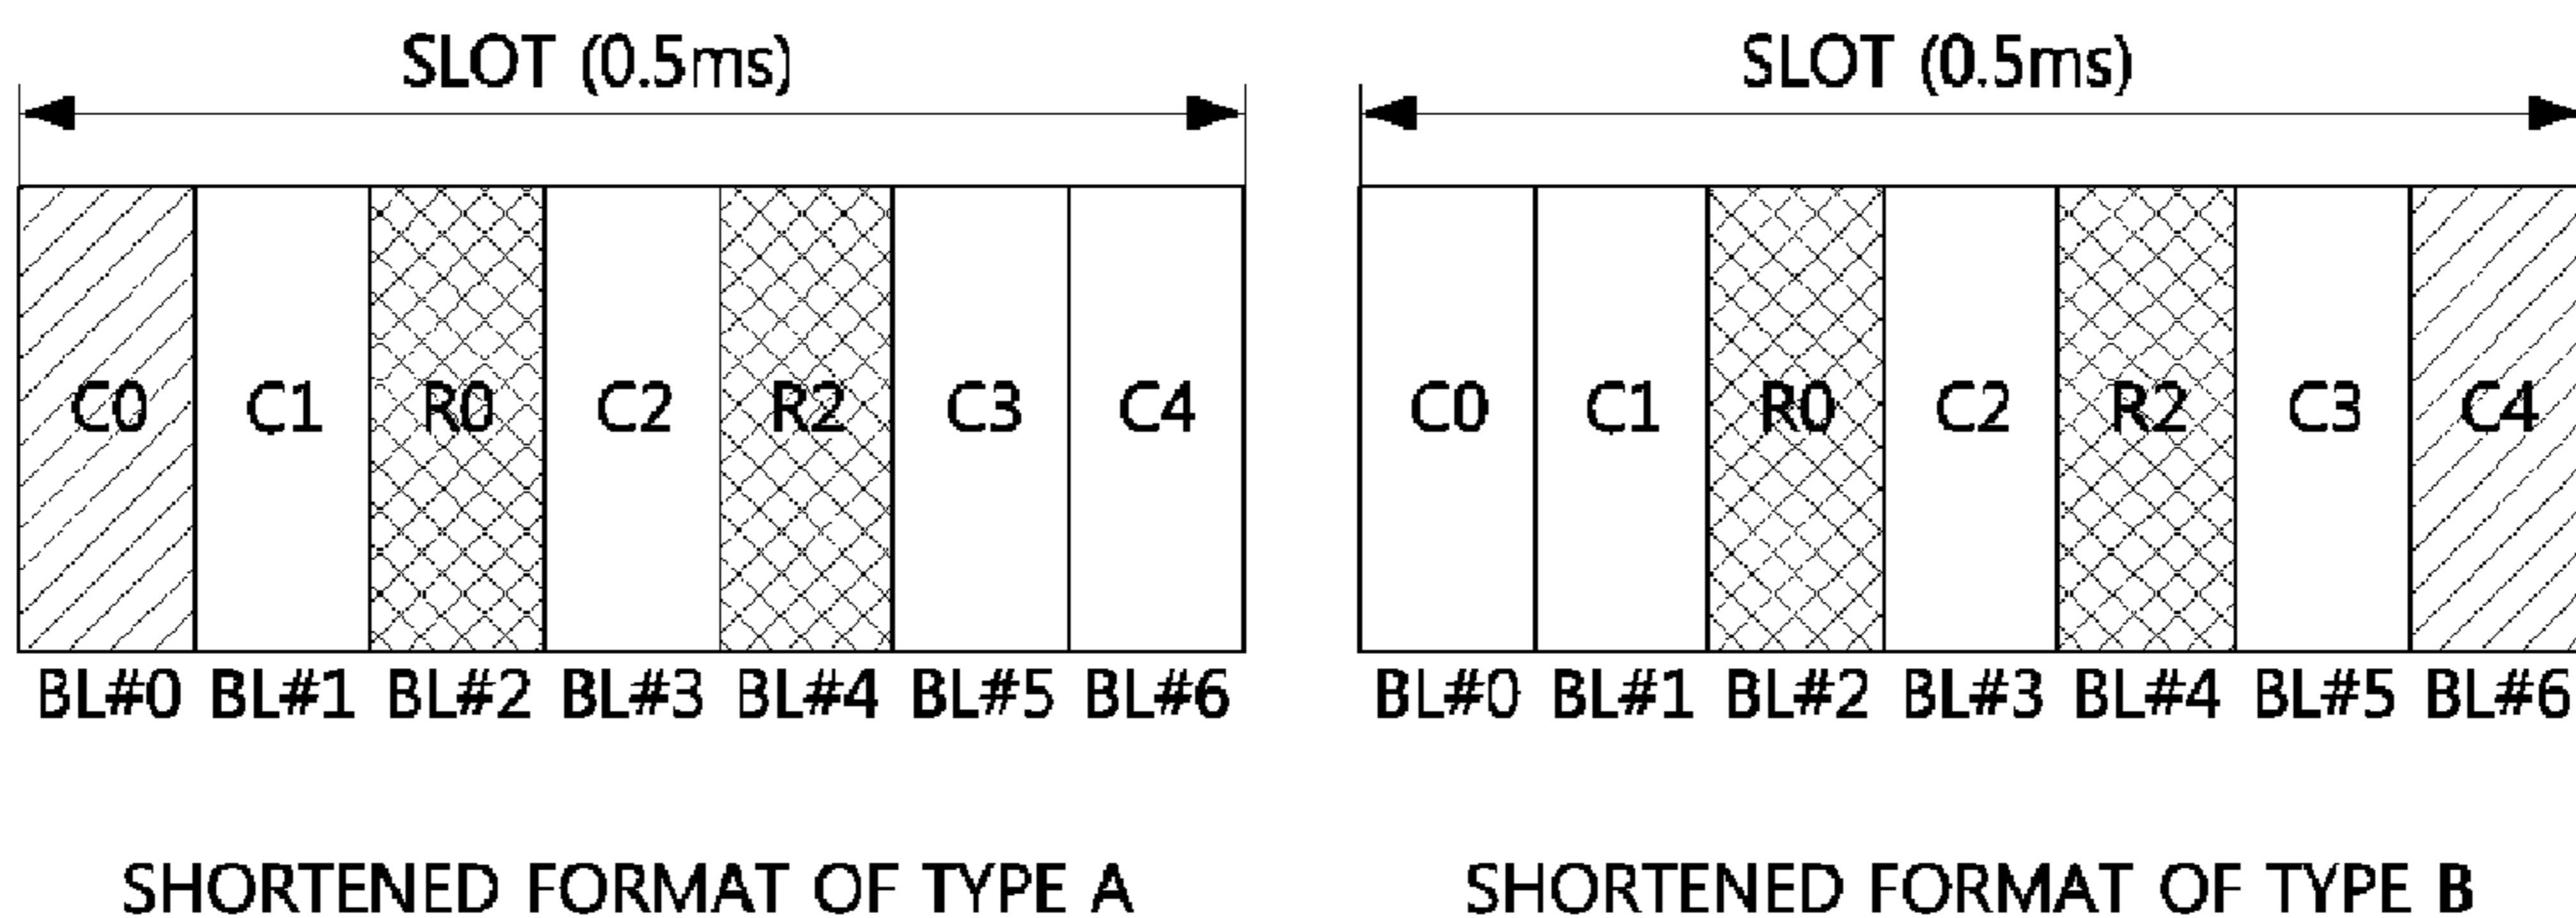 SLOT (0.5ms) SLOT (0.5ms)
C0 C1 R0 C2 R2 C3 C4 C0 C1 R0 C2 R2 C3 C4
BL#0 BL#1 BL#2 BL#3 BL#4 BL#5 BL#6 BL#0 BL#1 BL#2 BL#3 BL#4 BL#5 BL#6
SHORTENED FORMAT OF TYPE A SHORTENED FORMAT OF TYPE B